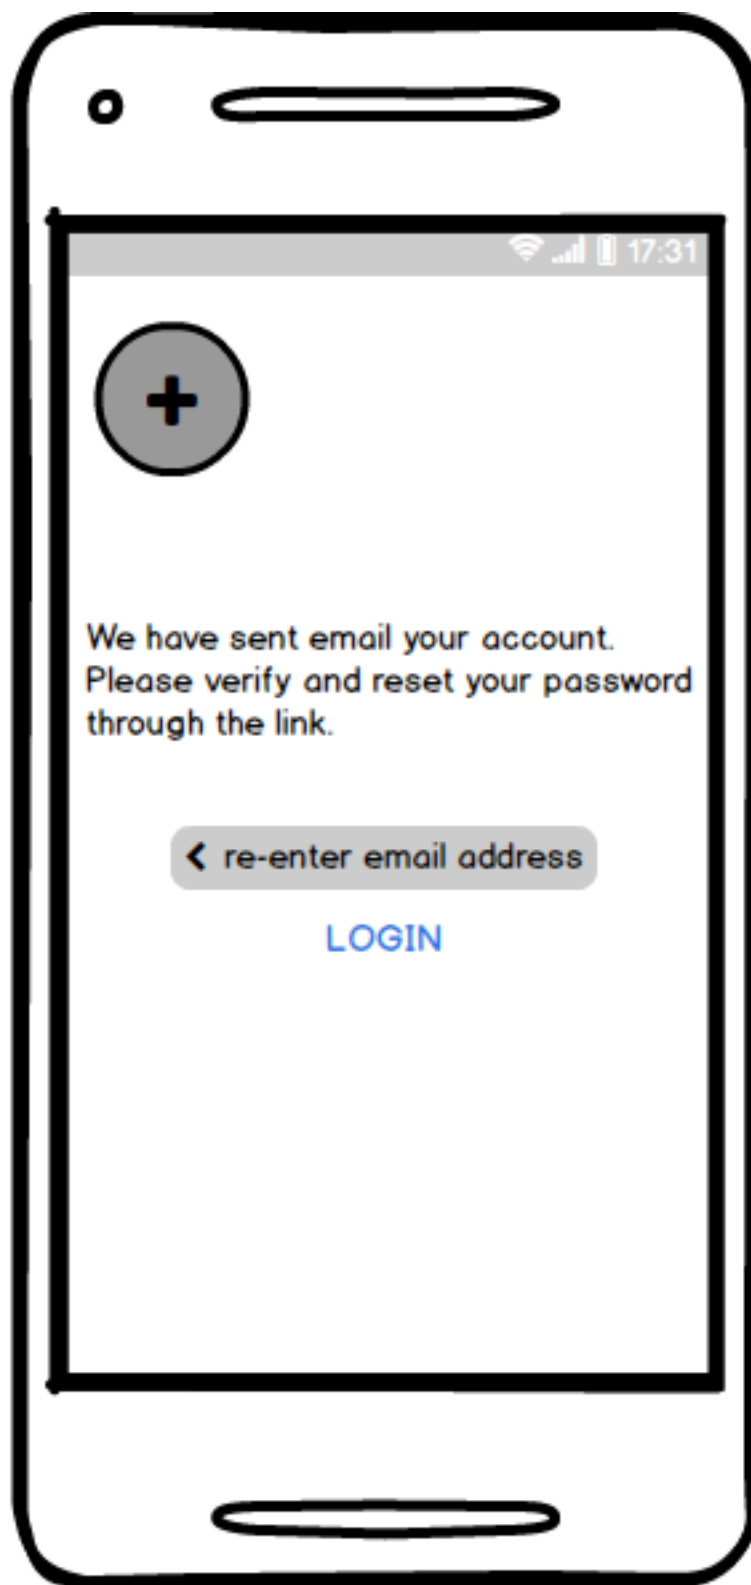 17:31
+
We have sent email your account.
Please verify and reset your password
through the link.
< re-enter email address
LOGIN